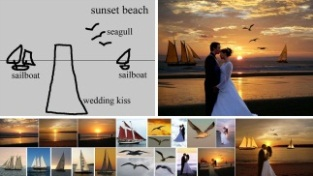 sunset beach
seagull
sailboat
sailboat
wedding kiss